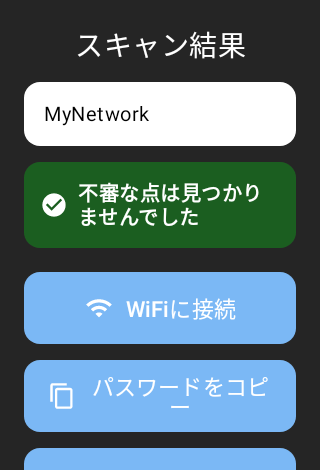 スキャン結果
MyNetwork
不審な点は見つかり
ませんでした
WiFiに接続
パスワードをコピ
ー